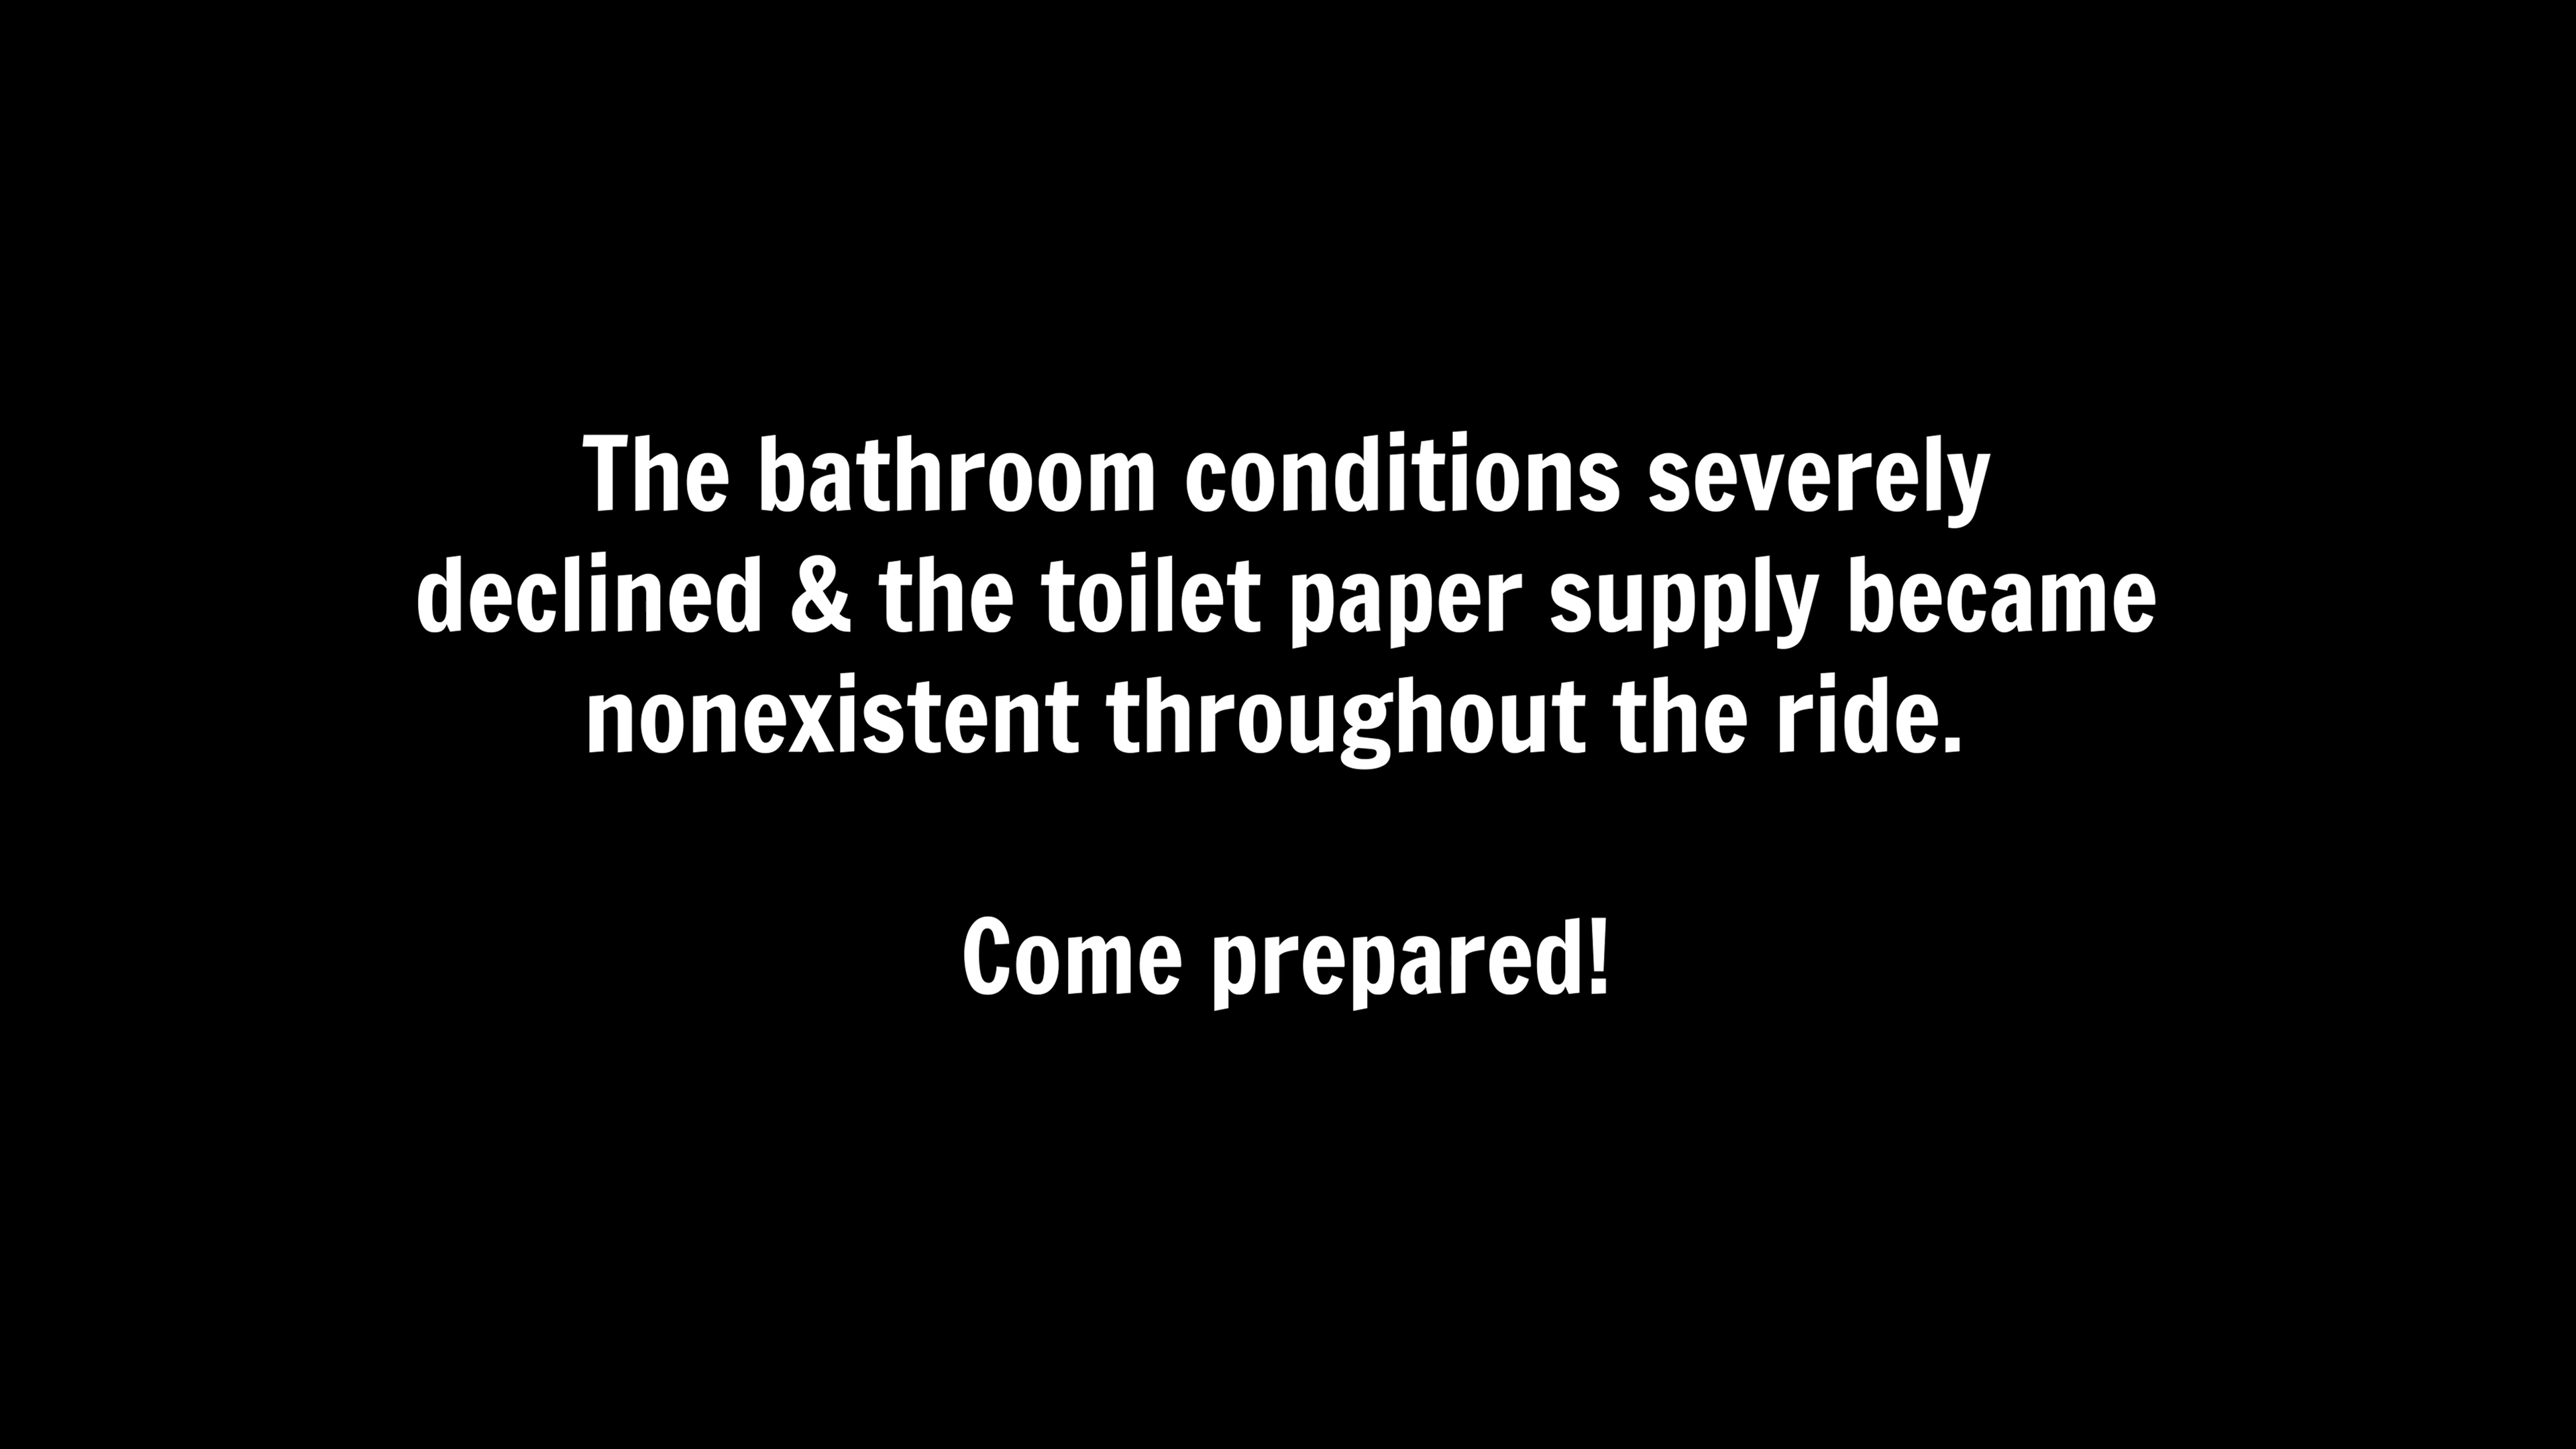 The bathroom conditions severely
declined & the toilet paper supply became
nonexistent throughout the ride.
Come prepared!